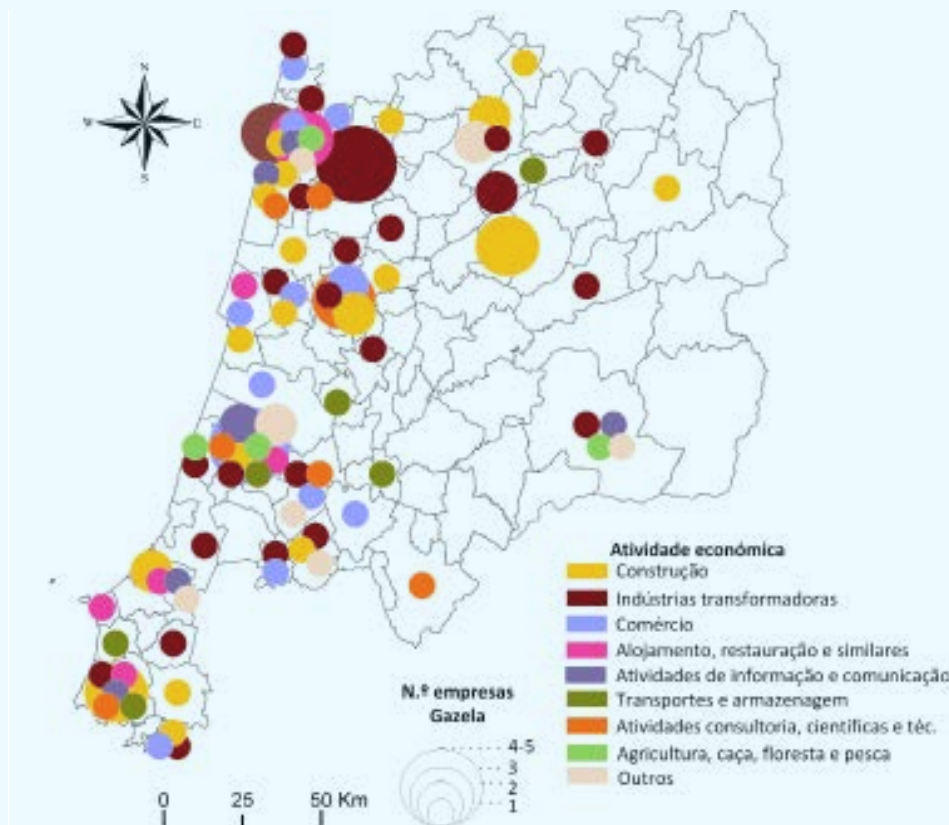 N
W
E
S
Atividade económica
Construção
Indústrias transformadoras
Comércio
Alojamento, restauração e similares
Atividades de informação e comunicação
Transportes e armazenagem
Atividades consultoria, científicas e téc.
Agricultura, caça, floresta e pesca
Outros
N.º empresas
Gazela
4-5
3
2
1
0 25 50 Km